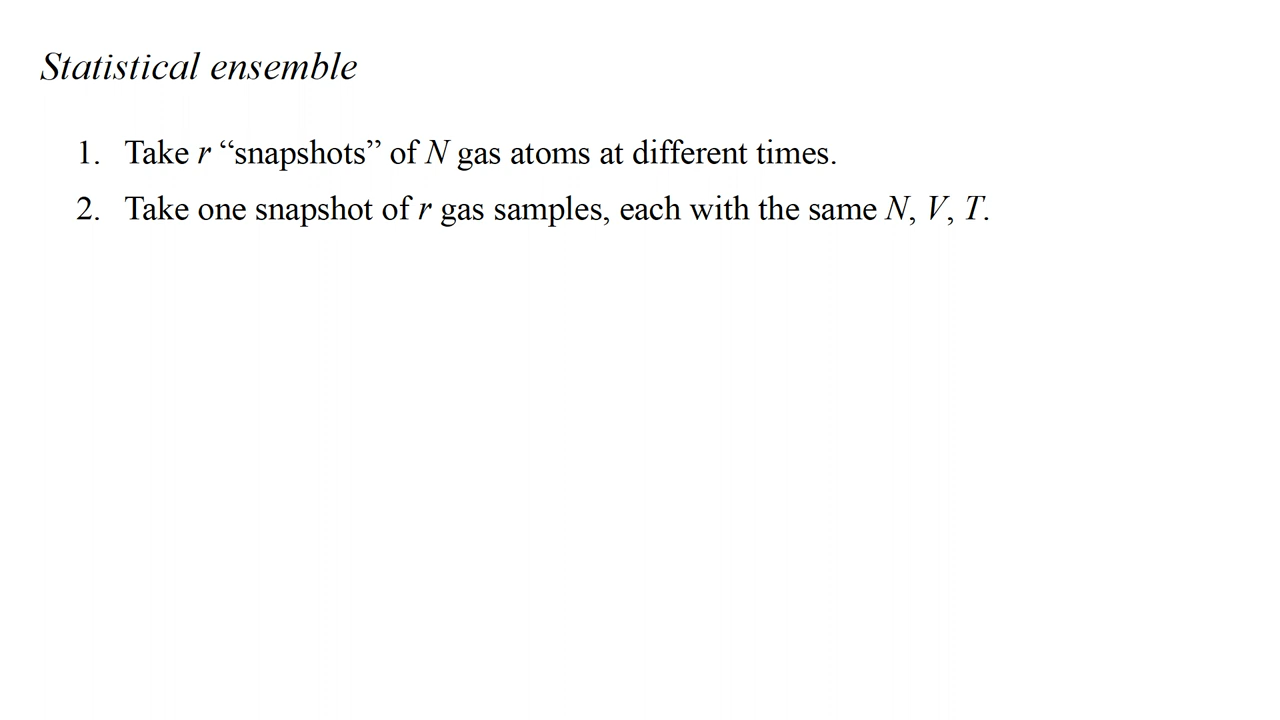 Statistical ensemble
1. Take r “snapshots” of N gas atoms at different times.
2. Take one snapshot of r gas samples, each with the same N, V, T.